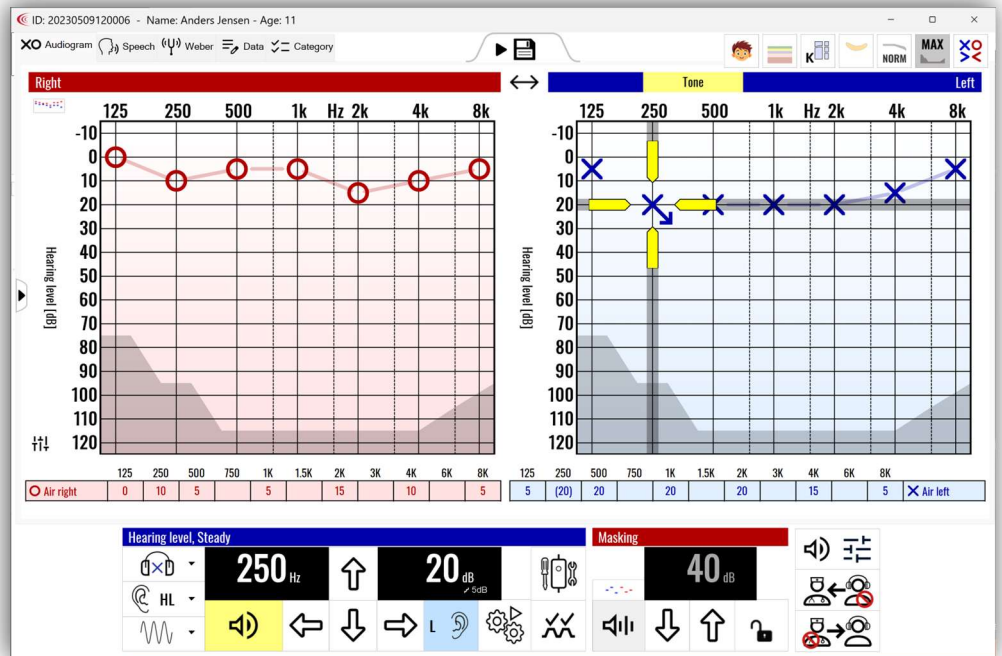 ID: 20230509120006 - Name: Anders Jensen - Age: 11
XO Audiogram Speech Weber Data Category
K NORM MAX
Right
Tone Left
125 250 500 1k Hz 2k 4k 8k
125 250 500 1k Hz 2k 4k 8k
-10
0
10
20
30
40
50
60
70
80
90
100
110
120
Hearing level [dB]
-10
0
10
20
30
40
50
60
70
80
90
100
110
120
Hearing level [dB]
125 250 500 750 1K 1.5K 2K 3K 4K 6K 8K
Air right 0 10 5 5 15 10 5
125 250 500 750 1K 1.5K 2K 3K 4K 6K 8K
5 (20) 20 20 20 15 5 Air left
Hearing level, Steady
Masking
250 Hz
20 dB
5dB
40 dB
HL
L